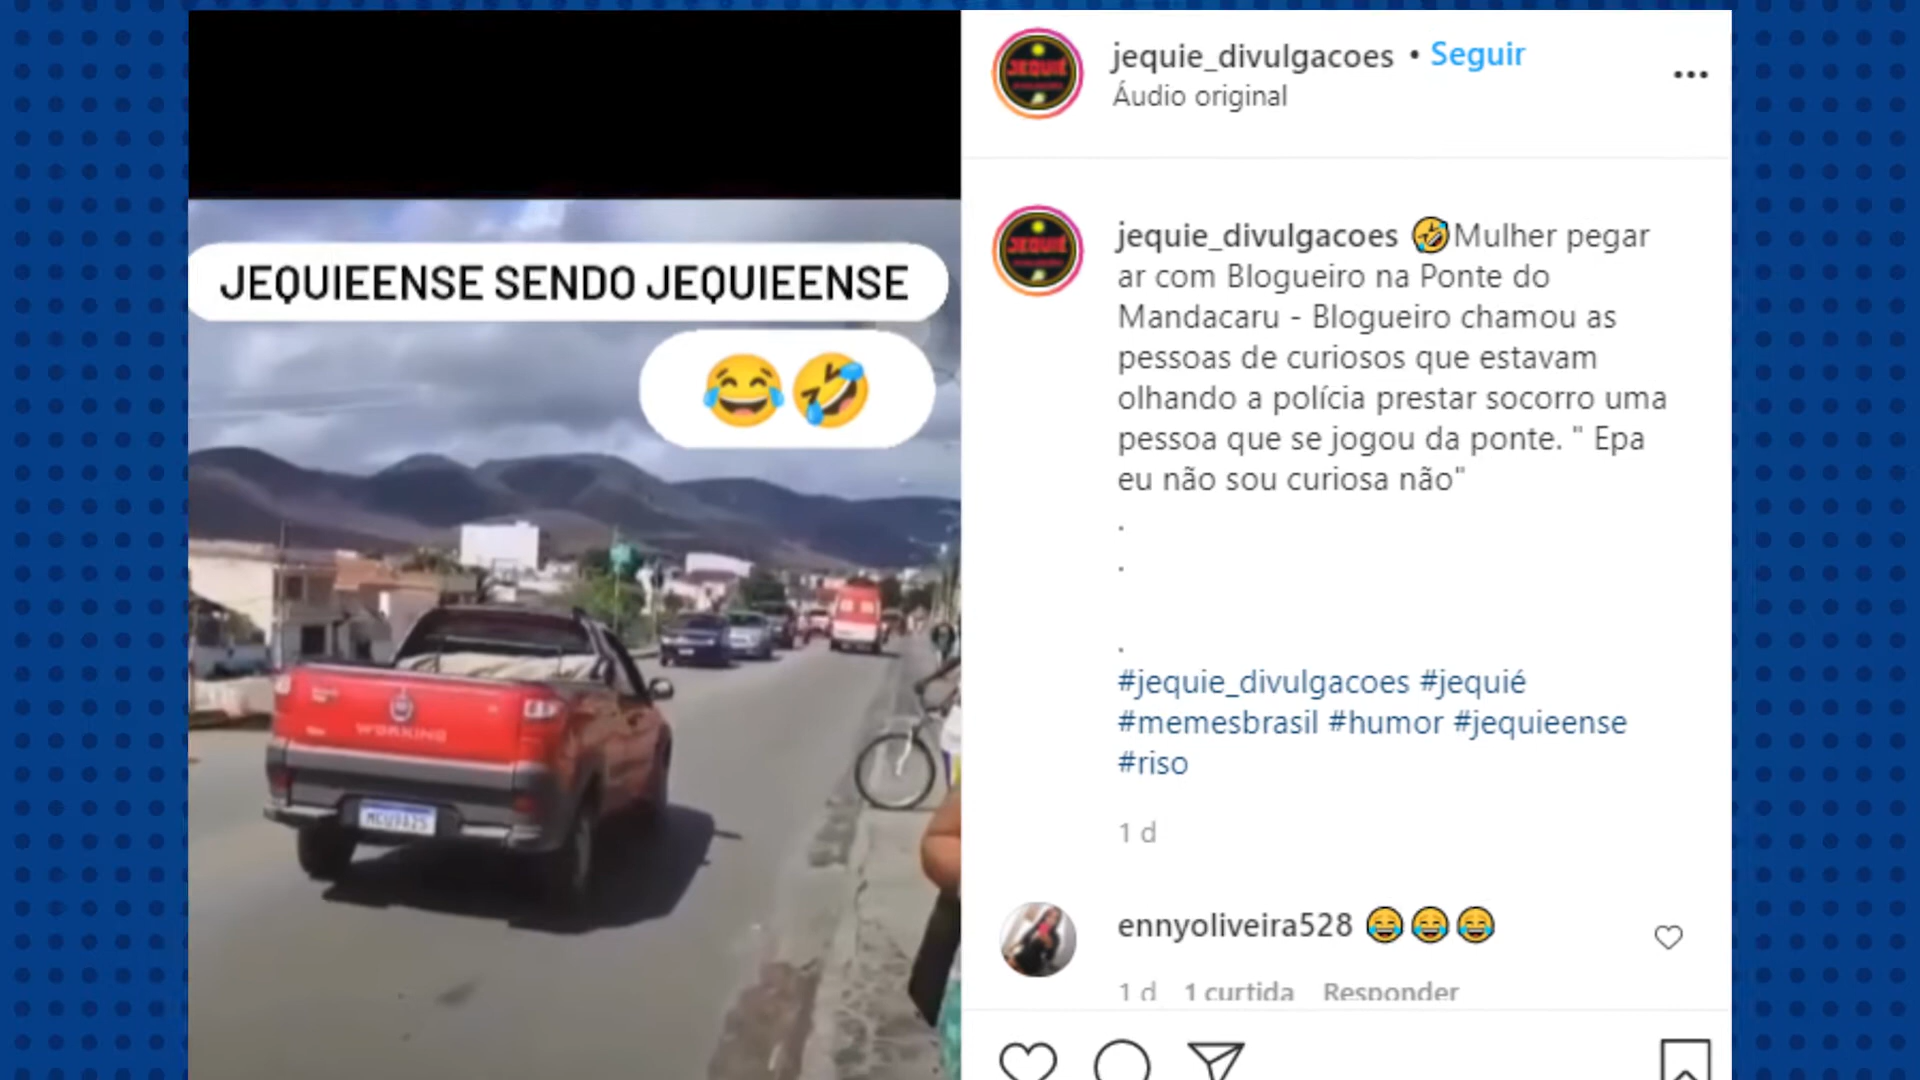 jequie_divulgacoes • Seguir
Áudio original
JEQUIEENSE SENDO JEQUIEENSE
😂🤣
WORKING
jequie_divulgacoes 🤣Mulher pegar
ar com Blogueiro na Ponte do
Mandacaru - Blogueiro chamou as
pessoas de curiosos que estavam
olhando a polícia prestar socorro uma
pessoa que se jogou da ponte. " Epa
eu não sou curiosa não"
.
.
.
#jequie_divulgacoes #jequié
#memesbrasil #humor #jequieense
#riso
1 d
ennyoliveira528 😂😂😂
1 d 1 curtida Responder